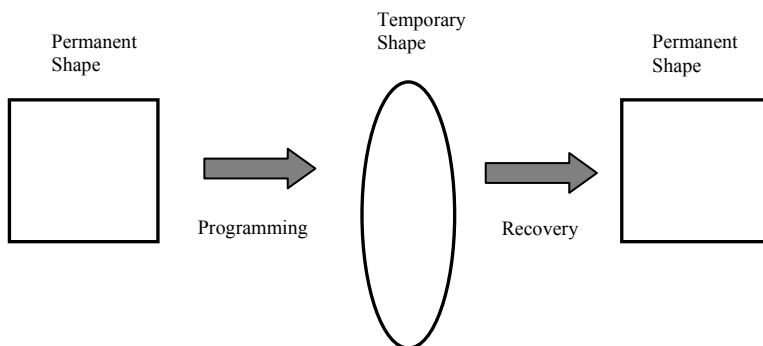 Permanent
Shape
Programming
Temporary
Shape
Recovery
Permanent
Shape